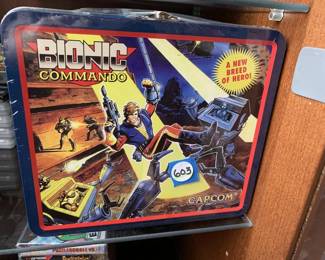 BIONIC
COMMANDO
A NEW
BREED OF
HERO!
603
CAPCOM